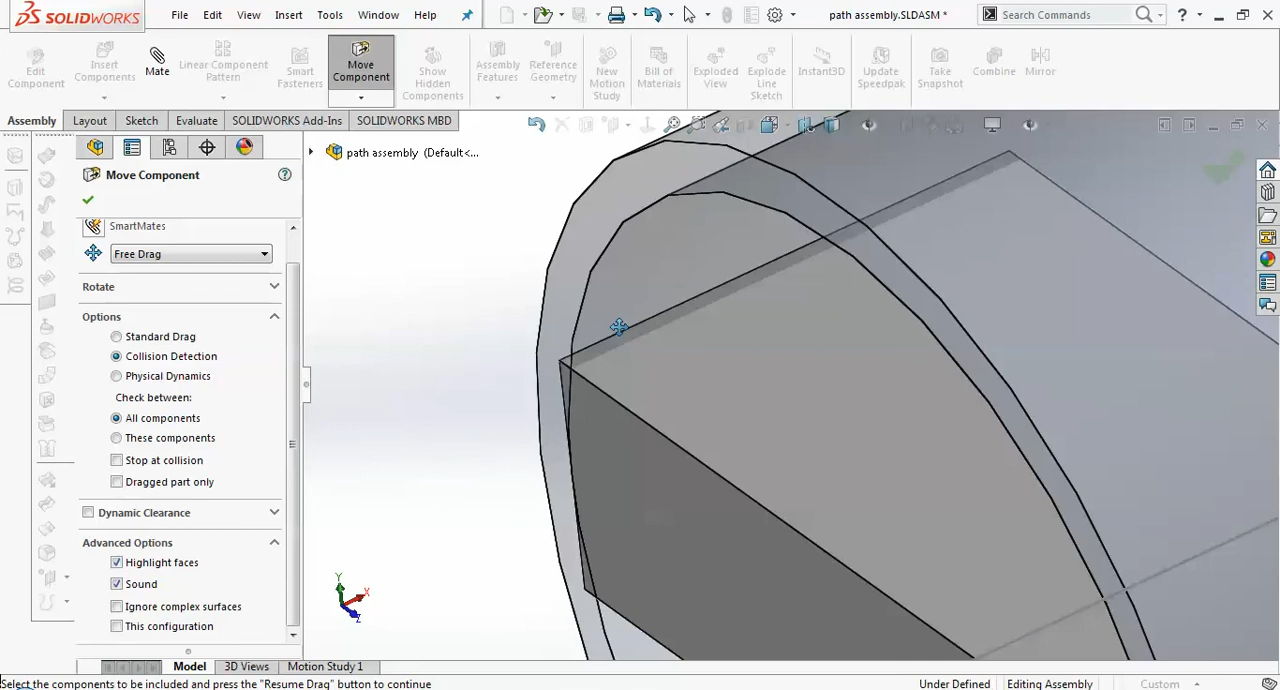 SOLIDWORKS File Edit View Insert Tools Window Help path assembly.SLDASM * Search Commands ?
Edit Component
Insert Components
Mate
Linear Component Pattern
Smart Fasteners
Move Component
Show Hidden Components
Assembly Features
Reference Geometry
New Motion Study
Bill of Materials
Exploded View
Explode Line Sketch
Instant3D
Update Speedpak
Take Snapshot
Combine
Mirror
Assembly Layout Sketch Evaluate SOLIDWORKS Add-Ins SOLIDWORKS MBD
path assembly (Default<...
Move Component
SmartMates
Free Drag
Rotate
Options
Standard Drag
Collision Detection
Physical Dynamics
Check between:
All components
These components
Stop at collision
Dragged part only
Dynamic Clearance
Advanced Options
Highlight faces
Sound
Ignore complex surfaces
This configuration
Y
X
Z
Model 3D Views Motion Study 1
Select the components to be included and press the "Resume Drag" button to continue Under Defined Editing Assembly Custom